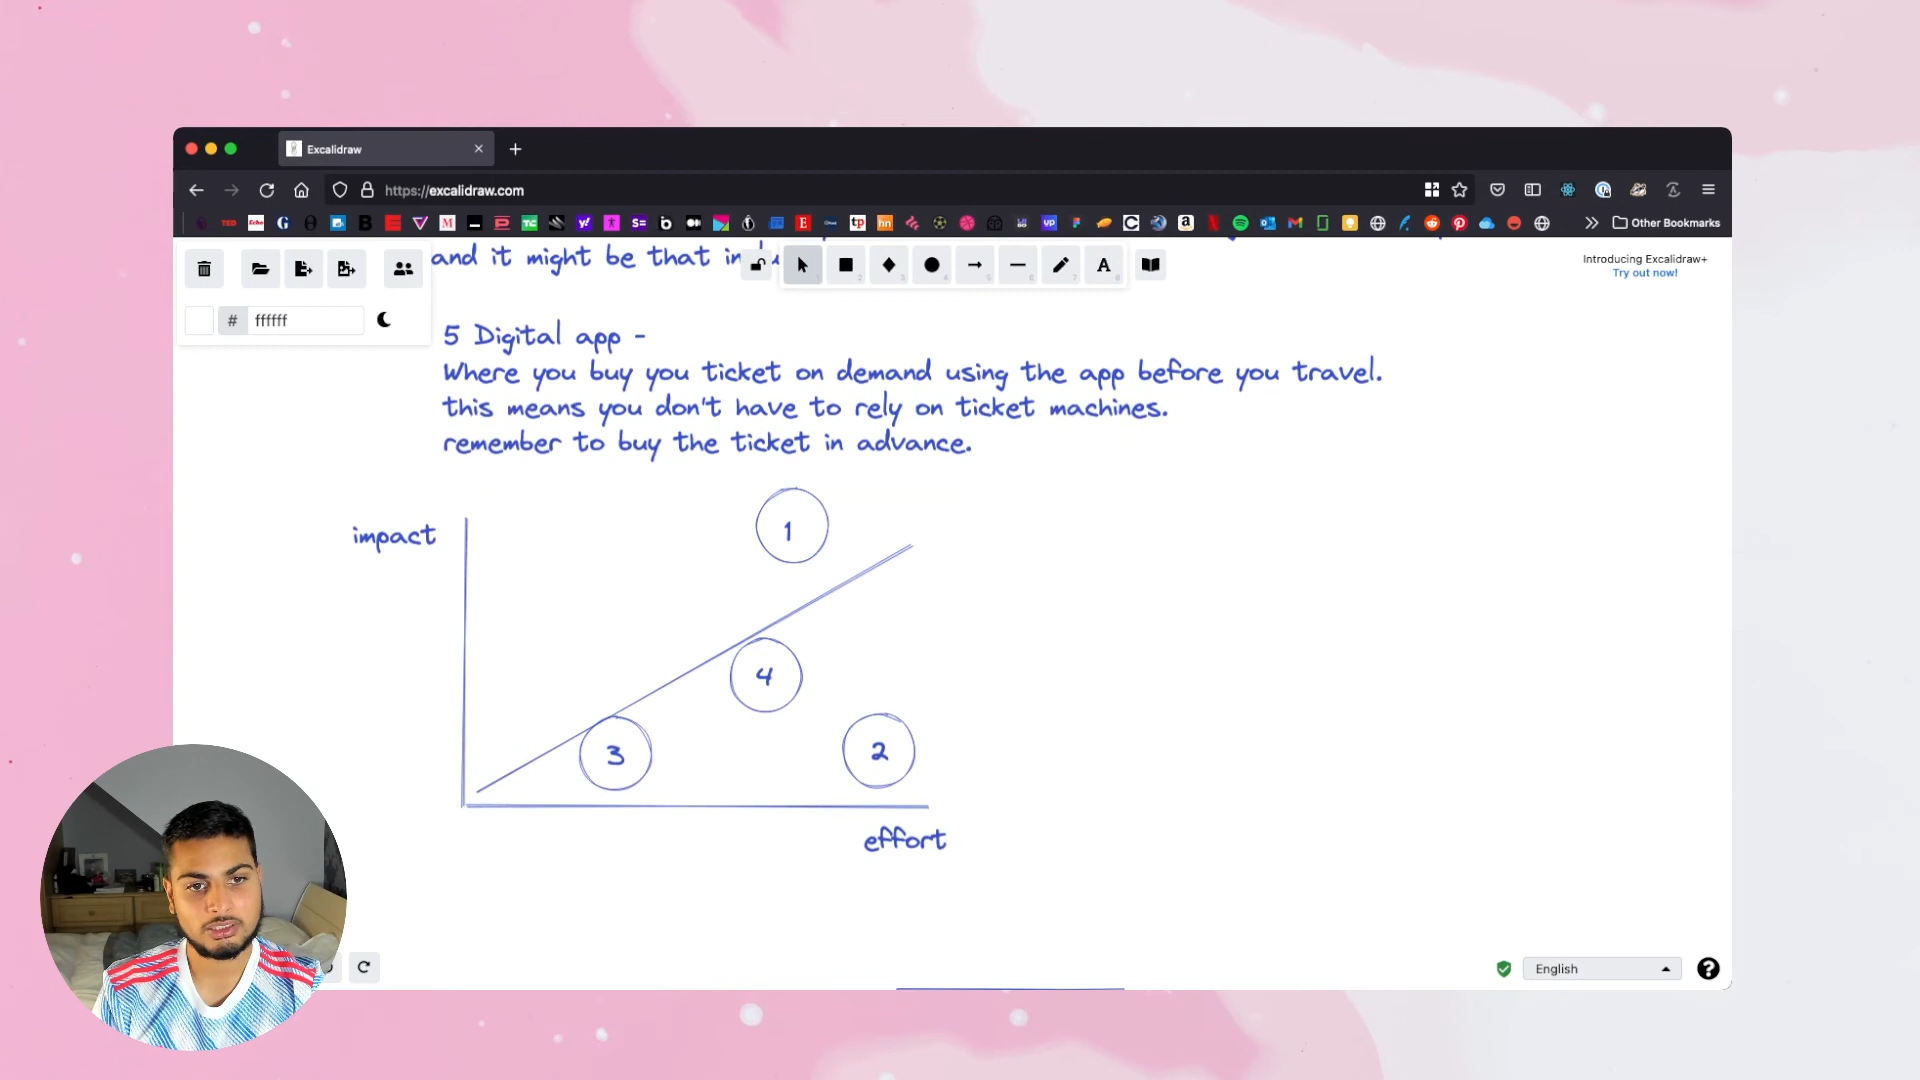 Excalidraw
https://excalidraw.com
Other Bookmarks
and it might be that in
Introducing Excalidraw+
Try out now!
# ffffff
5 Digital app -
Where you buy you ticket on demand using the app before you travel.
this means you don't have to rely on ticket machines.
remember to buy the ticket in advance.
impact
1
4
3
2
effort
English